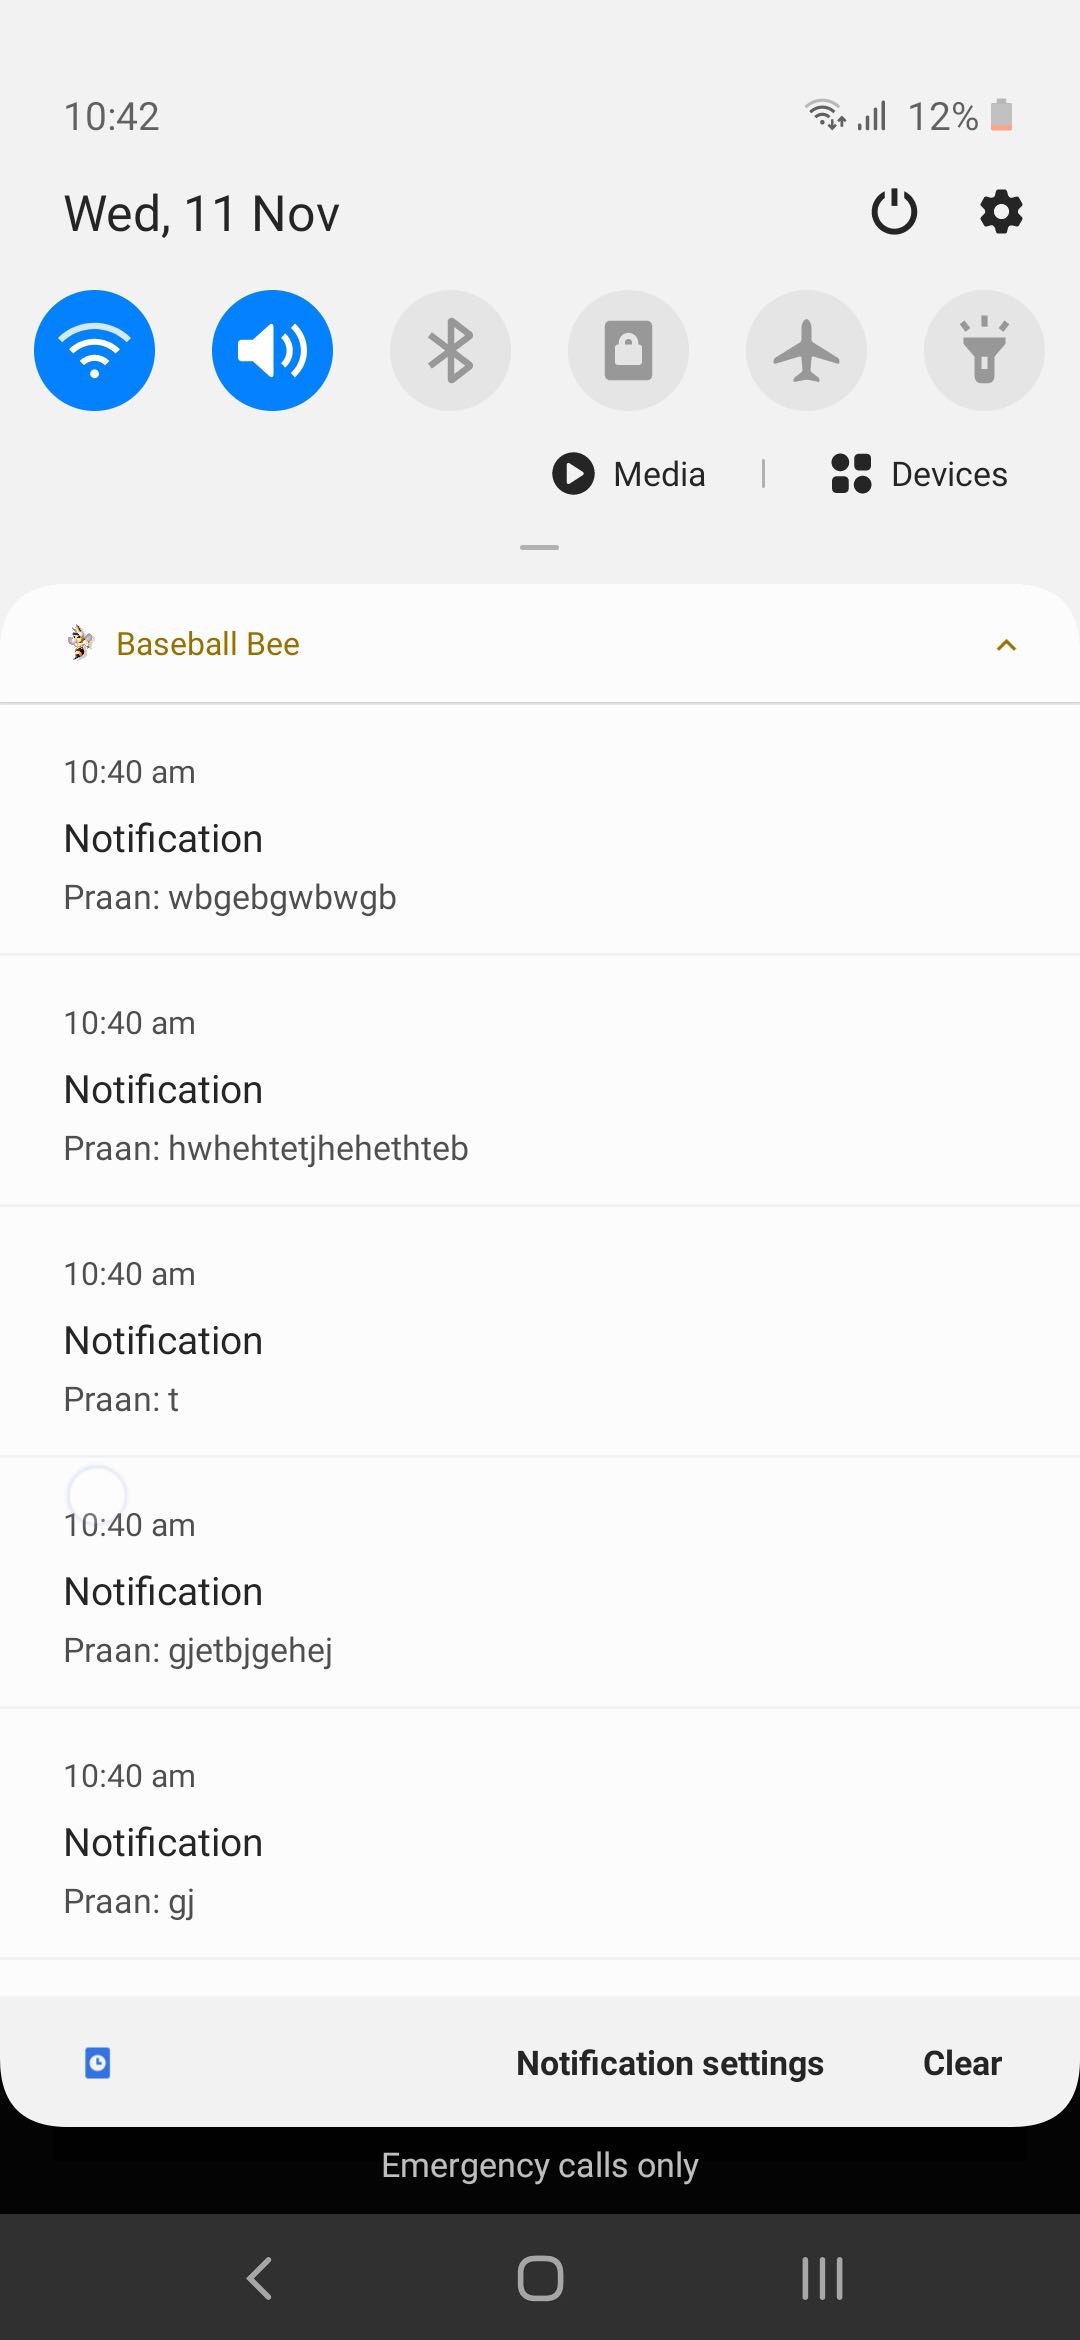 10:42 12%
Wed, 11 Nov
Media | Devices
Baseball Bee
10:40 am
Notification
Praan: wbgebgwbwgb
10:40 am
Notification
Praan: hwhehtetjhehethteb
10:40 am
Notification
Praan: t
10:40 am
Notification
Praan: gjetbjgehej
10:40 am
Notification
Praan: gj
Notification settings Clear
Emergency calls only